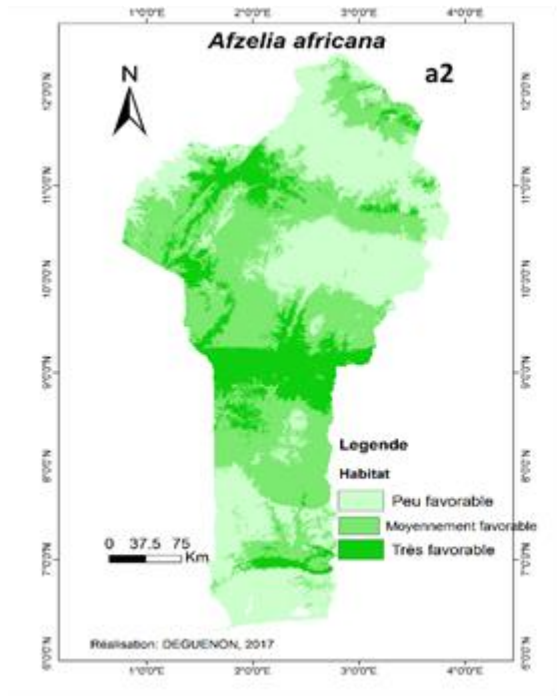 1°0'0"E 2°0'0"E 3°0'0"E 4°0'0"E
Afzelia africana
a2
N
12°0'0"N 12°0'0"N
11°0'0"N 11°0'0"N
10°0'0"N 10°0'0"N
9°0'0"N 9°0'0"N
8°0'0"N 8°0'0"N
7°0'0"N 7°0'0"N
6°0'0"N 6°0'0"N
Legende
Habitat
Peu favorable
Moyennement favorable
Très favorable
0 37.5 75
Km
Réalisation: DEGUENON, 2017
1°0'0"E 2°0'0"E 3°0'0"E 4°0'0"E